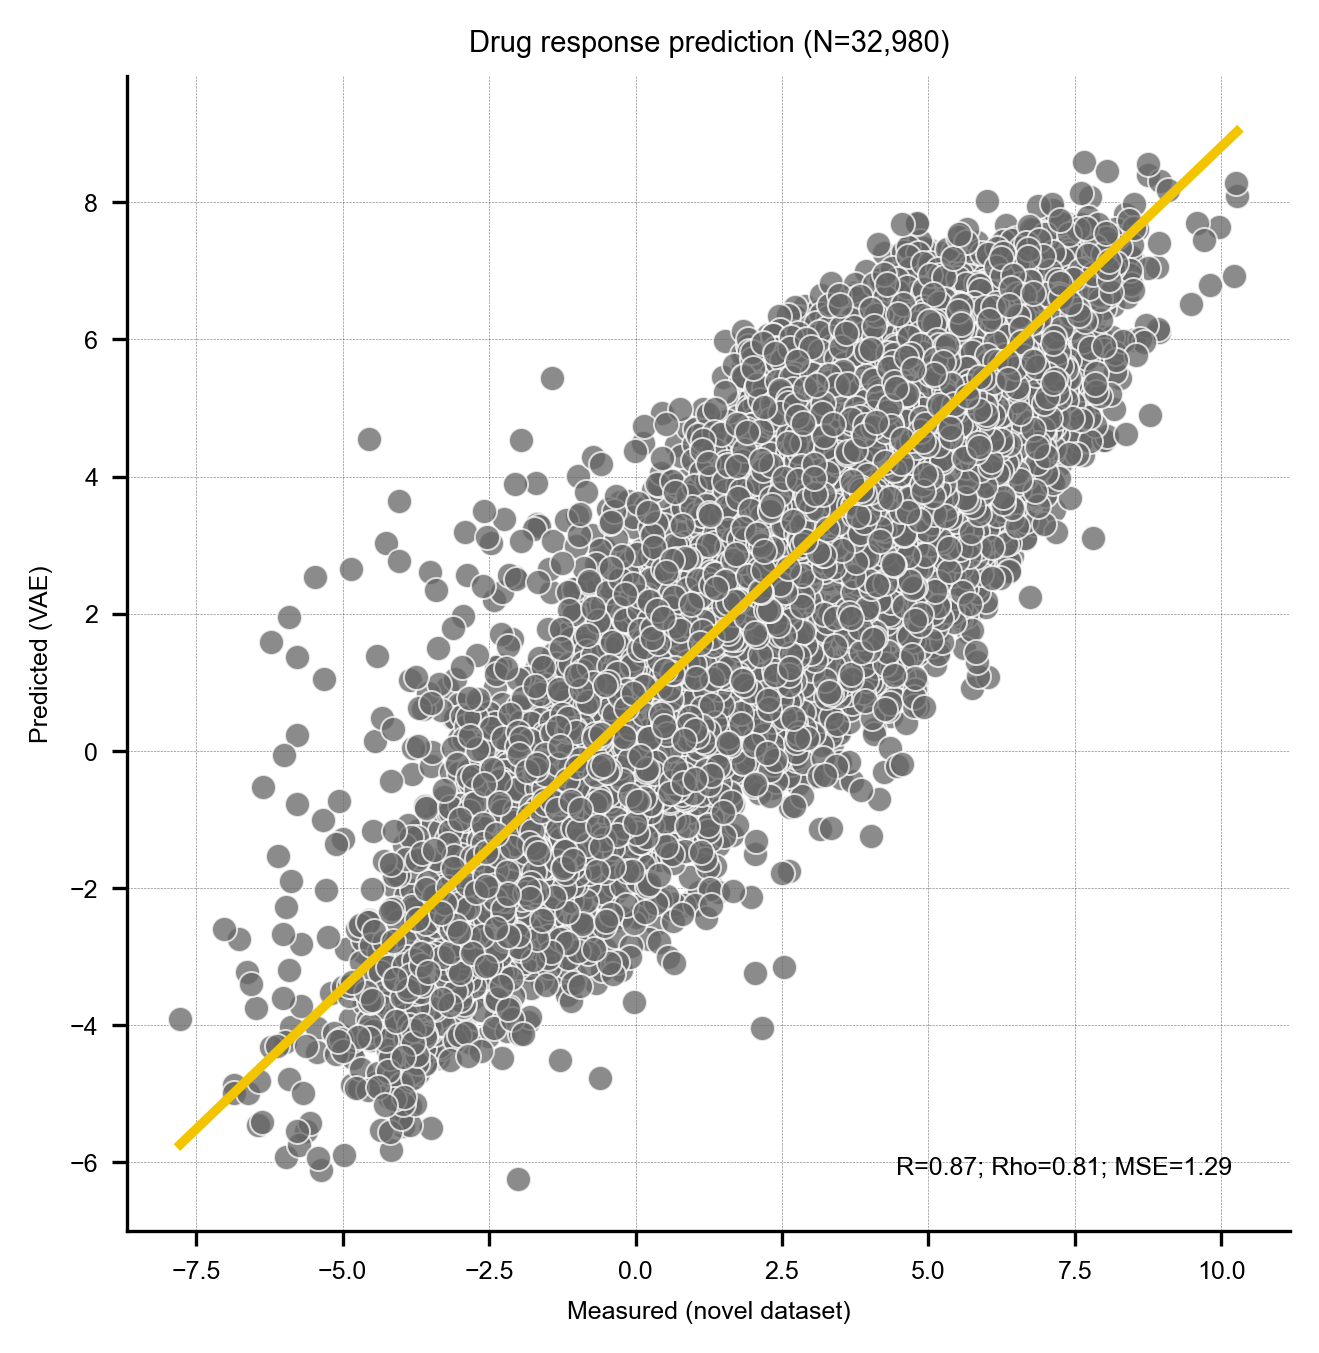 Drug response prediction (N=32,980)
Predicted (VAE)
8
6
4
2
0
−2
−4
−6
R=0.87; Rho=0.81; MSE=1.29
−7.5 −5.0 −2.5 0.0 2.5 5.0 7.5 10.0
Measured (novel dataset)